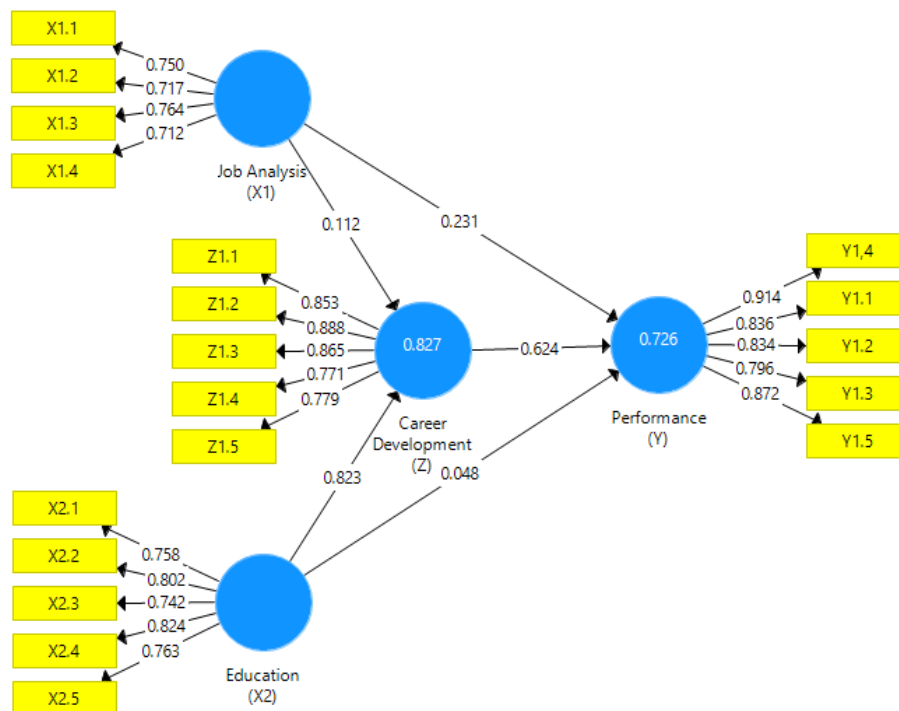 X1.1
X1.2
X1.3
X1.4
0.750
0.717
0.764
0.712
Job Analysis
(X1)
0.112
0.231
Z1.1
Z1.2
Z1.3
Z1.4
Z1.5
0.853
0.888
0.865
0.771
0.779
0.827
Career
Development
(Z)
0.624
0.726
Performance
(Y)
0.914
0.836
0.834
0.796
0.872
Y1,4
Y1.1
Y1.2
Y1.3
Y1.5
0.823
0.048
X2.1
X2.2
X2.3
X2.4
X2.5
0.758
0.802
0.742
0.824
0.763
Education
(X2)